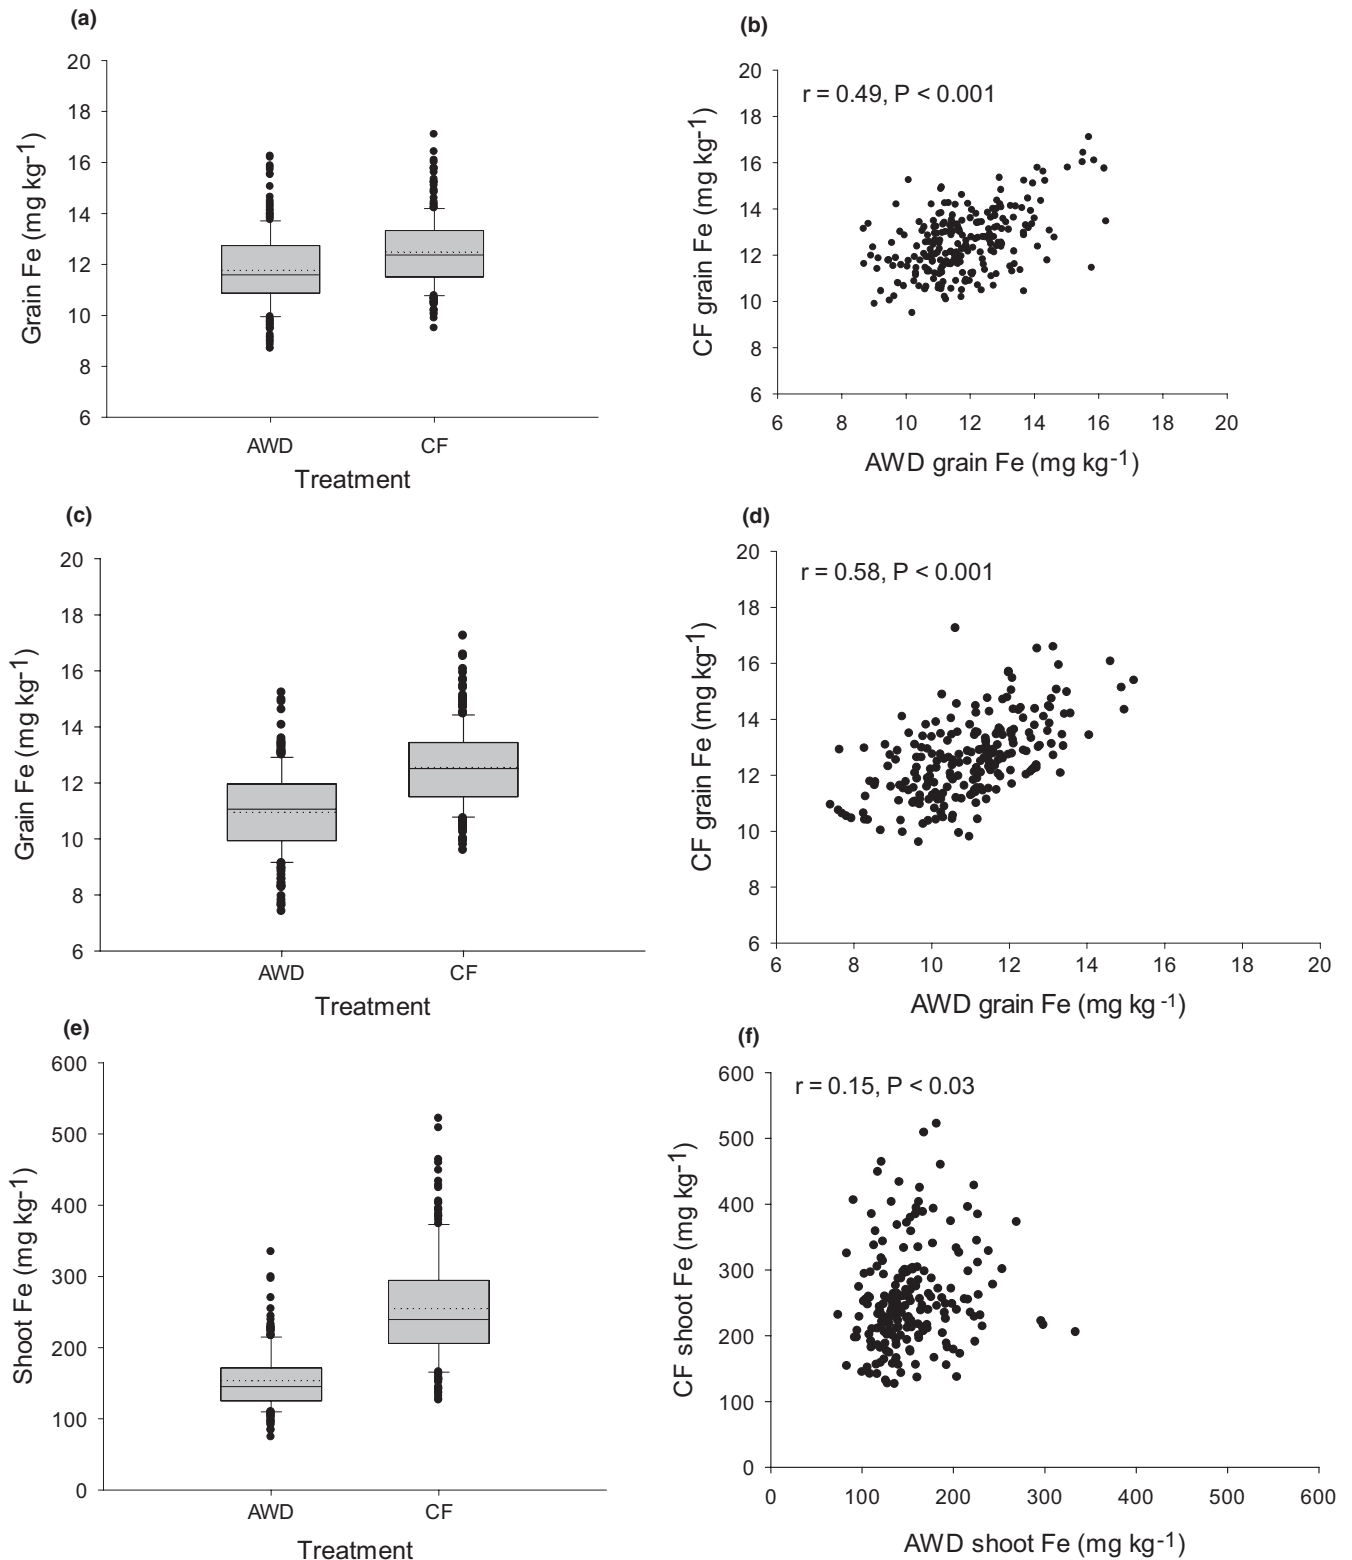 (a)
20
18
16
14
12
10
8
6
Grain Fe (mg kg-1)
AWD
CF
Treatment
(b)
r = 0.49, P < 0.001
20
18
16
14
12
10
8
6
CF grain Fe (mg kg-1)
6 8 10 12 14 16 18 20
AWD grain Fe (mg kg-1)
(c)
20
18
16
14
12
10
8
6
Grain Fe (mg kg-1)
AWD
CF
Treatment
(d)
r = 0.58, P < 0.001
20
18
16
14
12
10
8
6
CF grain Fe (mg kg-1)
6 8 10 12 14 16 18 20
AWD grain Fe (mg kg -1)
(e)
600
500
400
300
200
100
0
Shoot Fe (mg kg-1)
AWD
CF
Treatment
(f)
r = 0.15, P < 0.03
600
500
400
300
200
100
0
CF shoot Fe (mg kg-1)
0 100 200 300 400 500 600
AWD shoot Fe (mg kg-1)